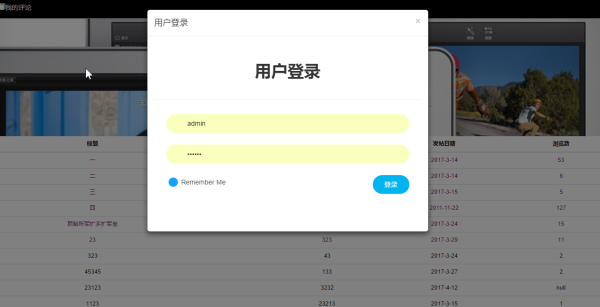 我的评论
用户登录
×
用户登录
admin
••••••
Remember Me
登录
标题 发帖日期 浏览数
一 2017-3-14 53
二 2017-3-14 6
三 2017-3-15 5
四 2011-11-22 127
2017-3-24 15
23 323 2017-3-29 11
323 43 2017-3-24 2
45345 133 2017-3-27 2
23123 3232 2017-4-12 null
1123 23213 2017-3-15 1